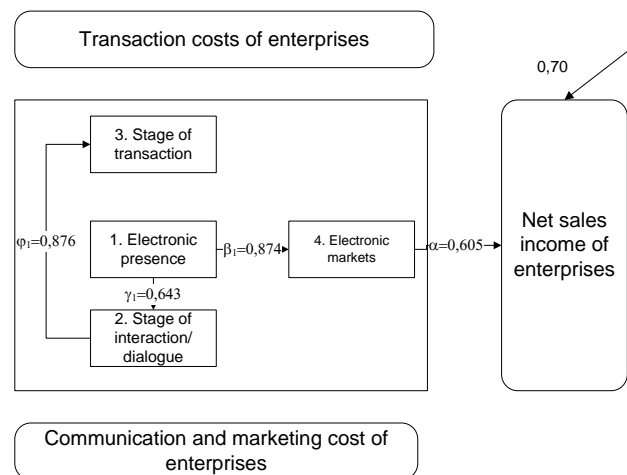 Transaction costs of enterprises
0,70
3. Stage of
transaction
φ1=0,876
1. Electronic
presence
β1=0,874
4. Electronic
markets
α=0,605
Net sales
income of
enterprises
γ1=0,643
2. Stage of
interaction/
dialogue
Communication and marketing cost of
enterprises